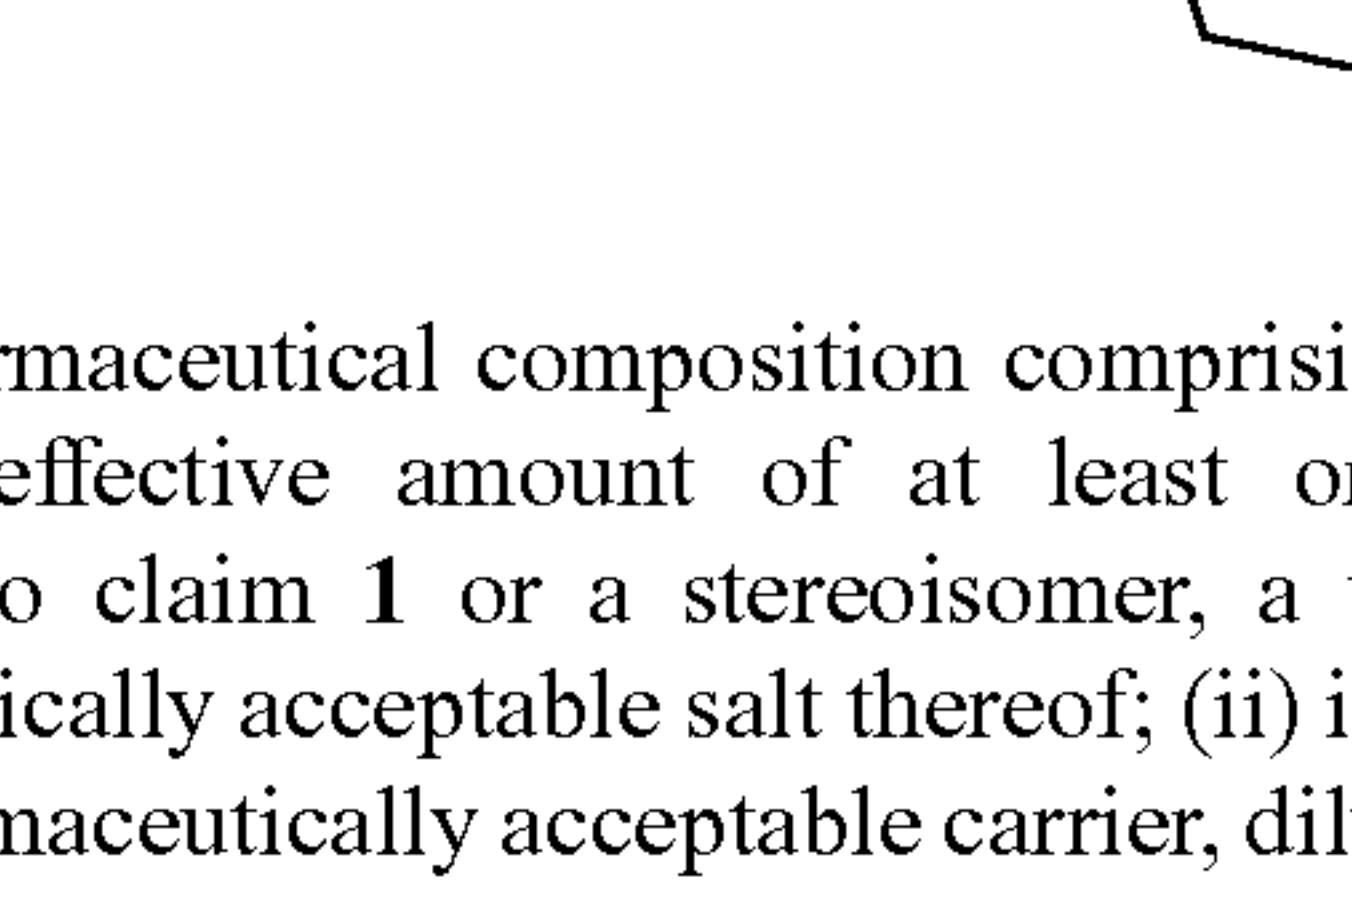 rmaceutical composition comprisi
effective amount of at least or
o claim 1 or a stereoisomer, a
ically acceptable salt thereof; (ii) i
maceutically acceptable carrier, dil